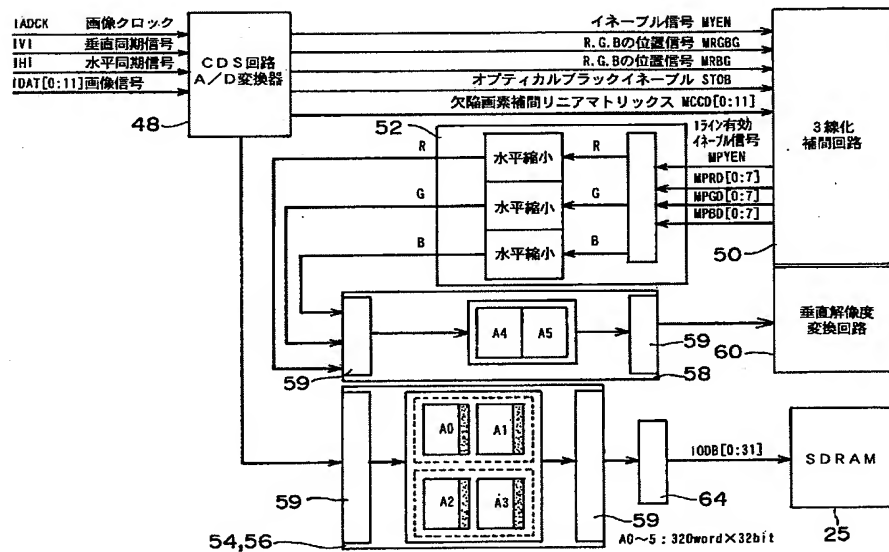 IADCK 画像クロック
IVI 垂直同期信号
IHI 水平同期信号
IDAT[0:11]画像信号
CDS回路
A/D変換器
48
イネーブル信号 MYEN
R.G.Bの位置信号 MRGBG
R.G.Bの位置信号 MRBG
オプティカルブラックイネーブル STOB
欠陥画素補間リニアマトリックス MCCD[0:11]
3線化
補間回路
50
52
1ライン有効
イネーブル信号
MPYEN
MPRD[0:7]
MPGD[0:7]
MPBD[0:7]
R
水平縮小
R
G
水平縮小
G
B
水平縮小
B
59
A4
A5
59
58
垂直解像度
変換回路
60
59
A0
A1
A2
A3
59
54,56
64
IODB[0:31]
SDRAM
25
A0~5:320word×32bit